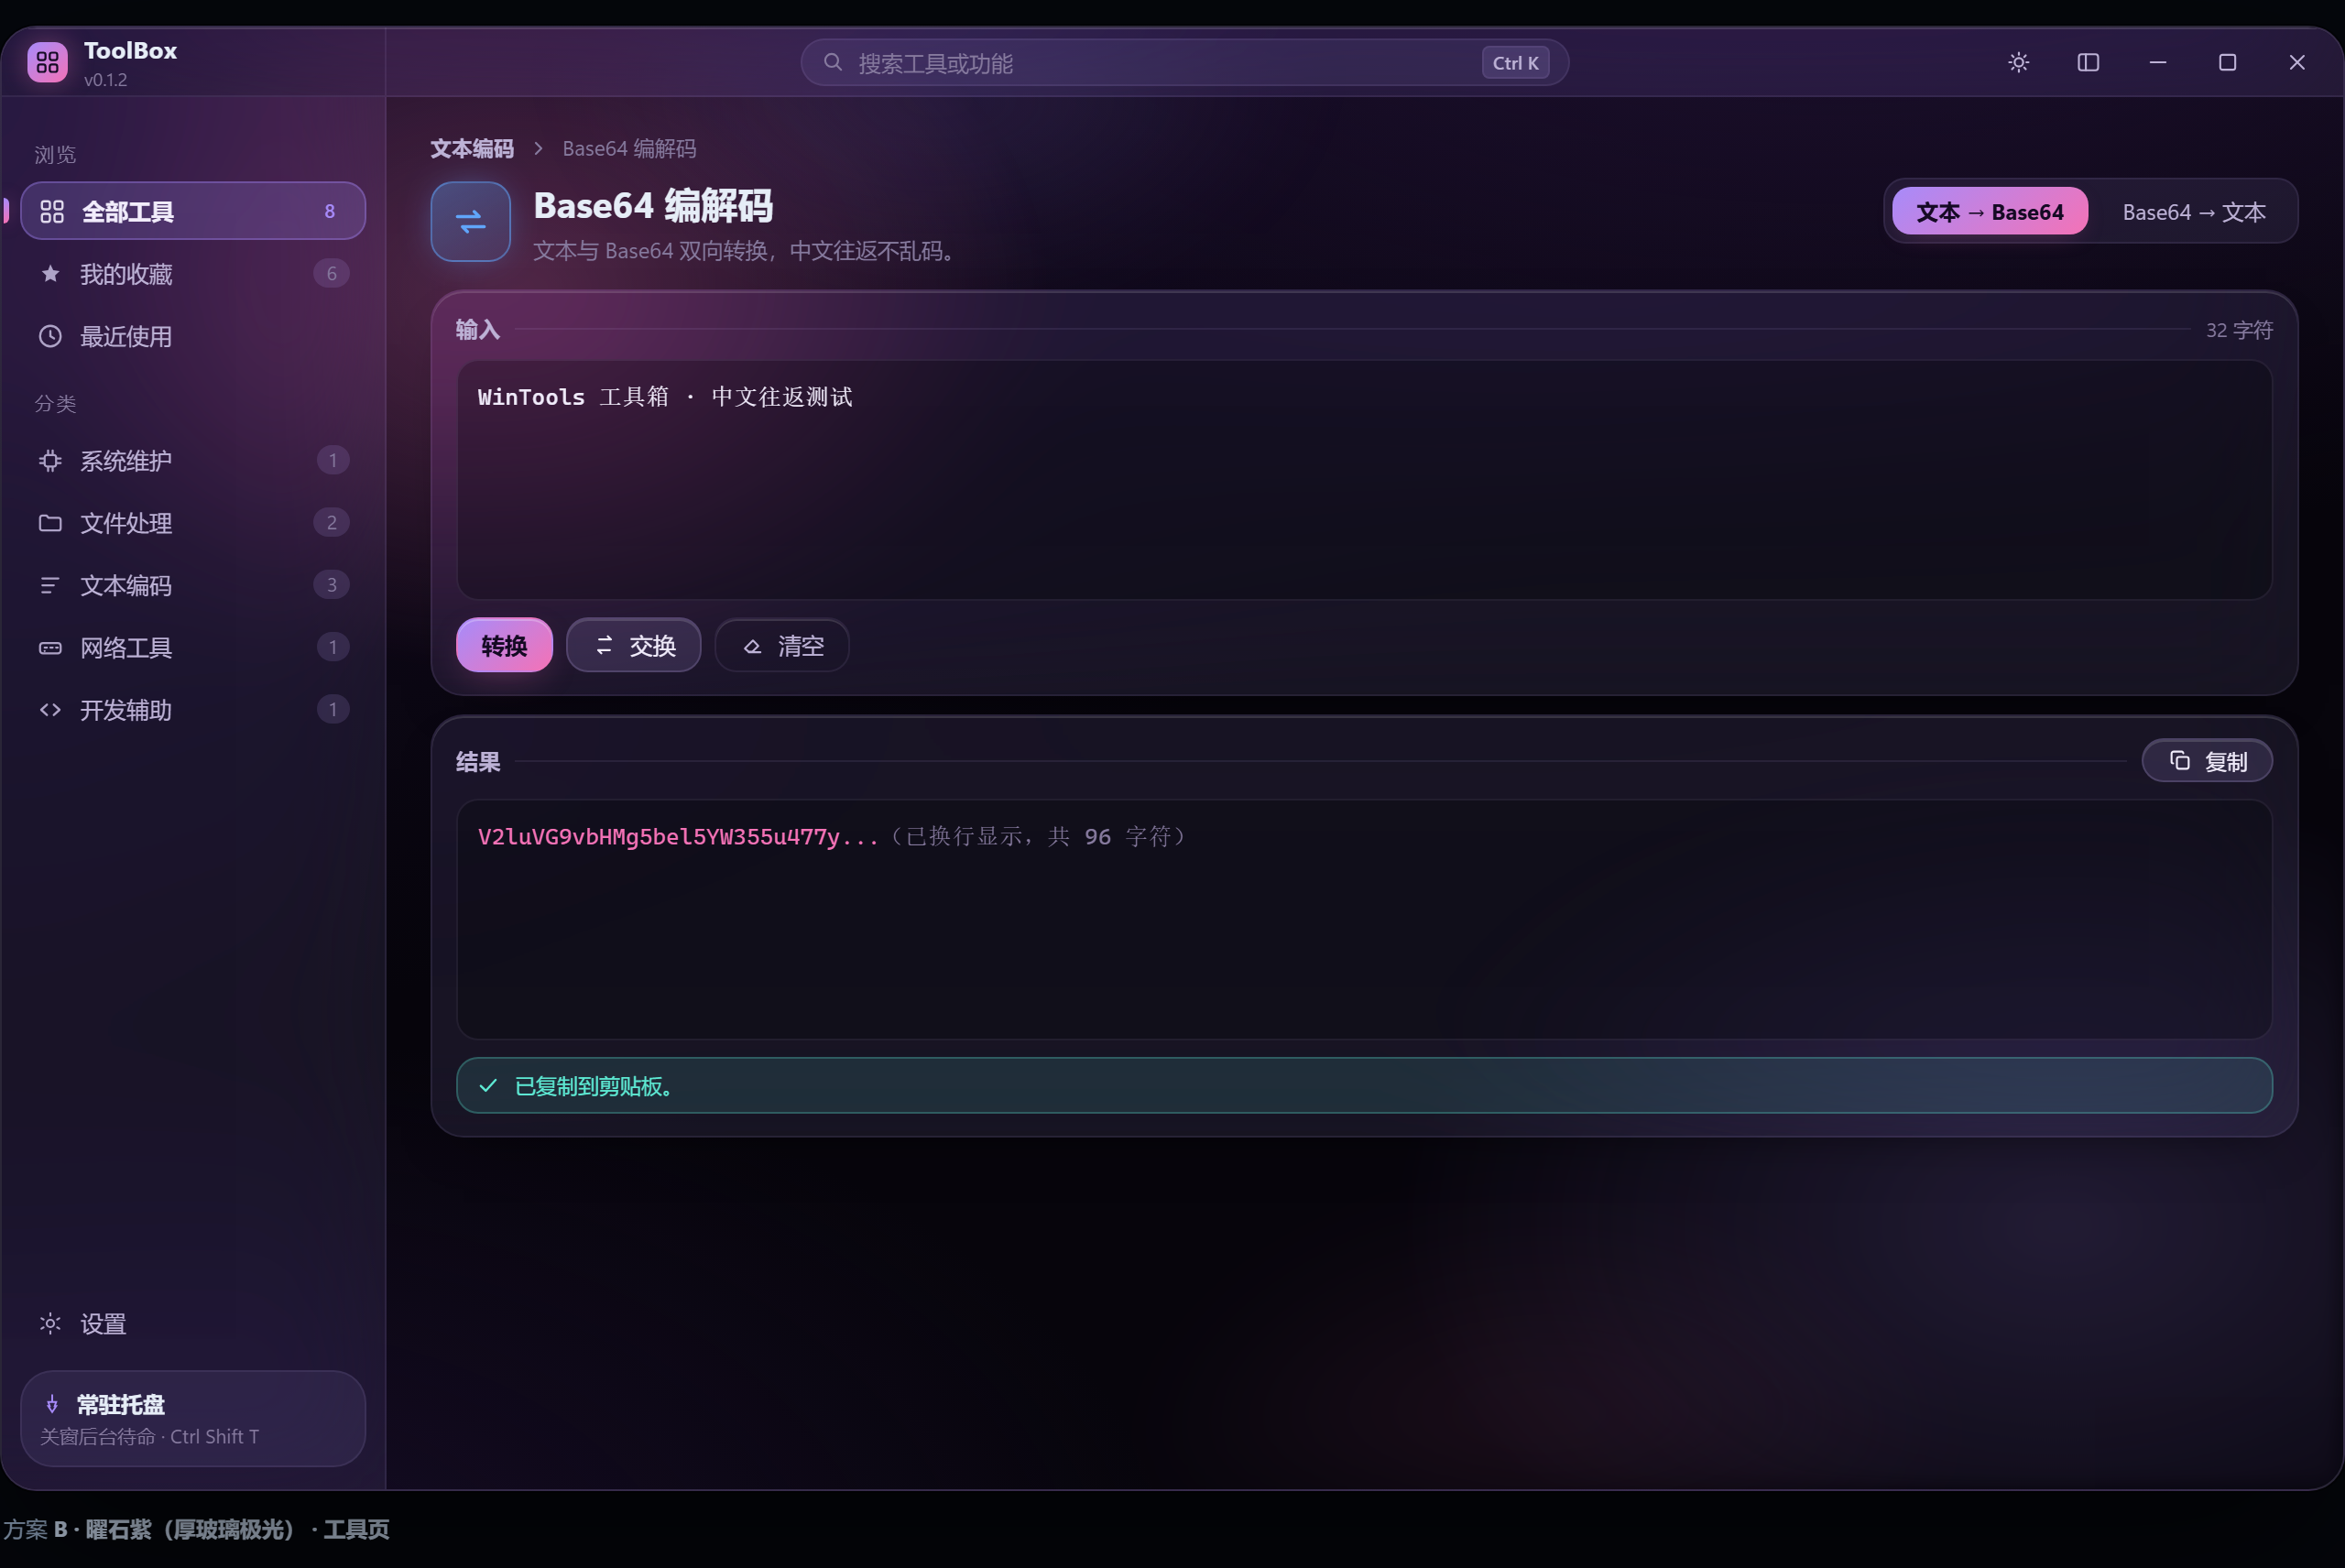 ToolBox
v0.1.2
搜索工具或功能
Ctrl K
浏览
全部工具 8
我的收藏 6
最近使用
分类
系统维护 1
文件处理 2
文本编码 3
网络工具 1
开发辅助 1
设置
常驻托盘
关窗后台待命 · Ctrl Shift T
文本编码 > Base64 编解码
Base64 编解码
文本与 Base64 双向转换，中文往返不乱码。
文本 → Base64
Base64 → 文本
输入
32 字符
WinTools 工具箱 · 中文往返测试
转换
交换
清空
结果
复制
V2luVG9vbHMg5bel5YW355u477y...（已换行显示，共 96 字符）
已复制到剪贴板。
方案 B · 曜石紫（厚玻璃极光） · 工具页